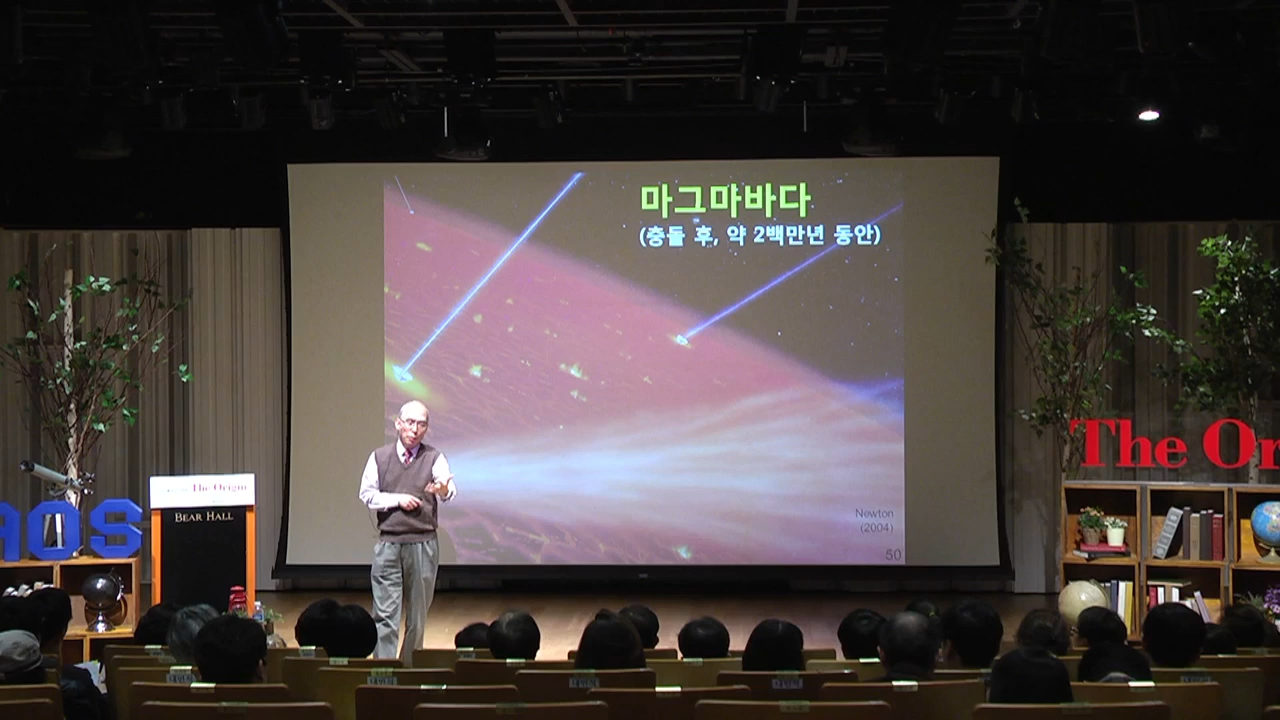 마그마바다
(충돌 후, 약 2백만년 동안)
Newton
(2004)
50
The Or
AOS
The Origin
BEAR HALL